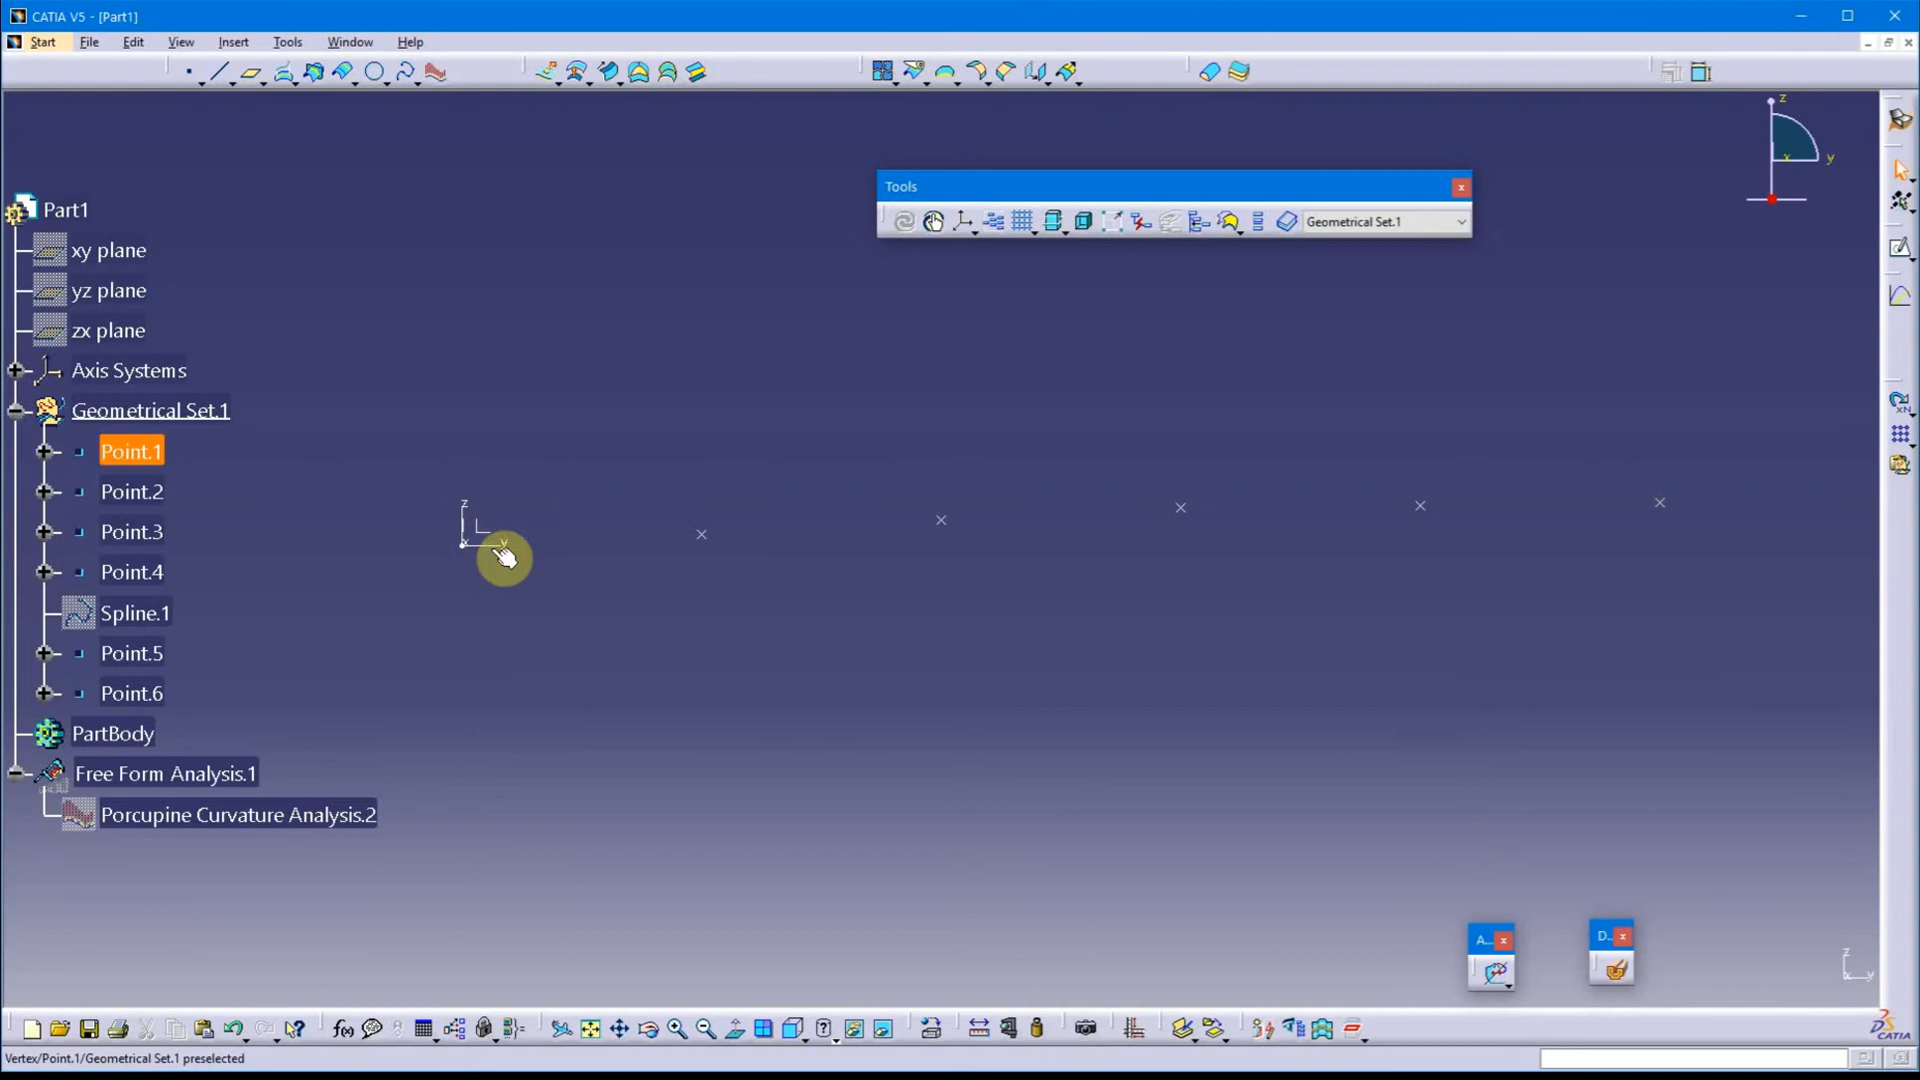 CATIA V5 - [Part1]
Start File Edit View Insert Tools Window Help
z
x y
Tools
Geometrical Set.1
Part1
xy plane
yz plane
zx plane
Axis Systems
Geometrical Set.1
Point.1
Point.2
Point.3
Point.4
Spline.1
Point.5
Point.6
PartBody
Free Form Analysis.1
Porcupine Curvature Analysis.2
z
x y
A...
D...
z
x y
f(x)
CATIA
Vertex/Point.1/Geometrical Set.1 preselected